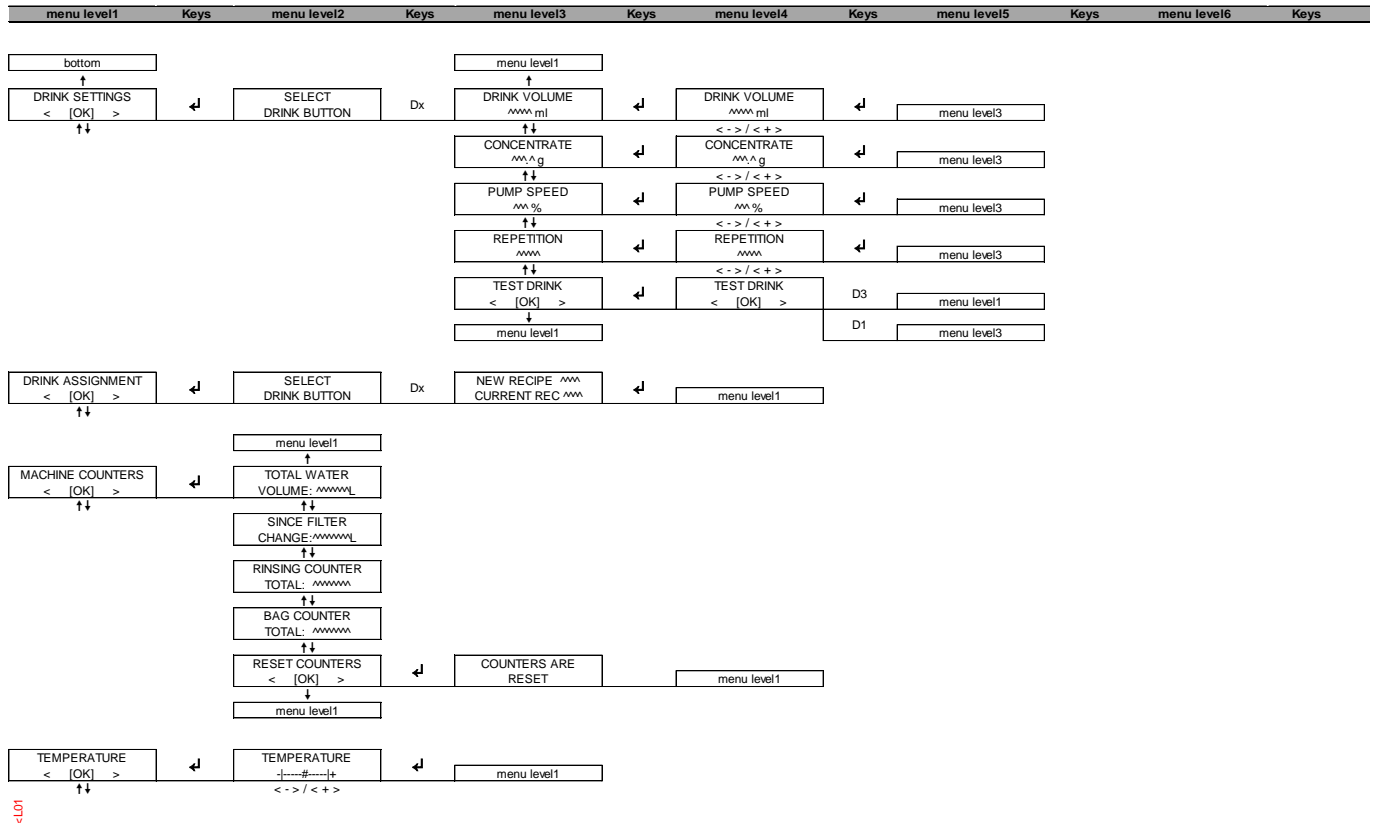 menu level1 Keys menu level2 Keys menu level3 Keys menu level4 Keys menu level5 Keys menu level6 Keys
bottom menu level1
DRINK SETTINGS SELECT Dx DRINK VOLUME DRINK VOLUME
< [OK] > DRINK BUTTON ^^^^ ml ^^^^ ml menu level3
< - > / < + >
CONCENTRATE CONCENTRATE
^^^.^ g ^^^.^ g menu level3
< - > / < + >
PUMP SPEED PUMP SPEED
^^^ % ^^^ % menu level3
< - > / < + >
REPETITION REPETITION
^^^^ ^^^^ menu level3
< - > / < + >
TEST DRINK TEST DRINK D3
< [OK] > < [OK] > menu level1
menu level1 D1 menu level3
DRINK ASSIGNMENT SELECT Dx NEW RECIPE ^^^
< [OK] > DRINK BUTTON CURRENT REC ^^^ menu level1
menu level1
MACHINE COUNTERS TOTAL WATER
< [OK] > VOLUME: ^^^^^^L
SINCE FILTER
CHANGE:^^^^^^^L
RINSING COUNTER
TOTAL: ^^^^^^^
BAG COUNTER
TOTAL: ^^^^^^^
RESET COUNTERS COUNTERS ARE
< [OK] > RESET menu level1
menu level1
TEMPERATURE TEMPERATURE
< [OK] > -|-----#-----|+ menu level1
< - > / < + >
<L01